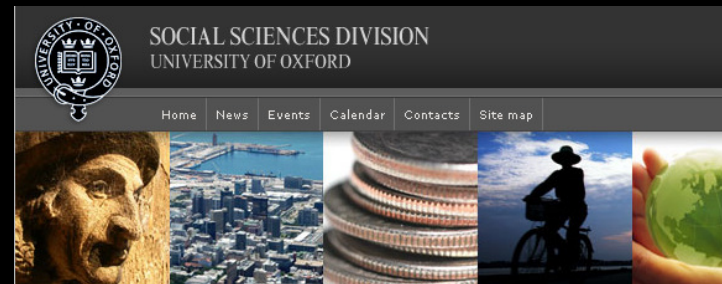 UNIVERSITY · OF · OXFORD
SOCIAL SCIENCES DIVISION
UNIVERSITY OF OXFORD
Home News Events Calendar Contacts Site map